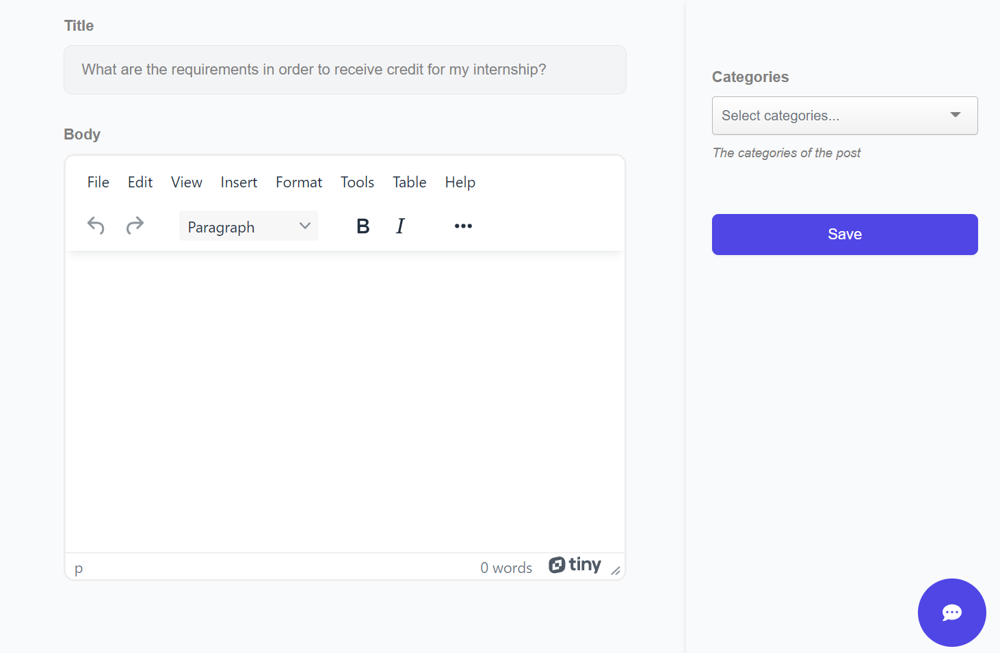 Title
What are the requirements in order to receive credit for my internship?
Body
File Edit View Insert Format Tools Table Help
Paragraph B I
p 0 words tiny
Categories
Select categories...
The categories of the post
Save